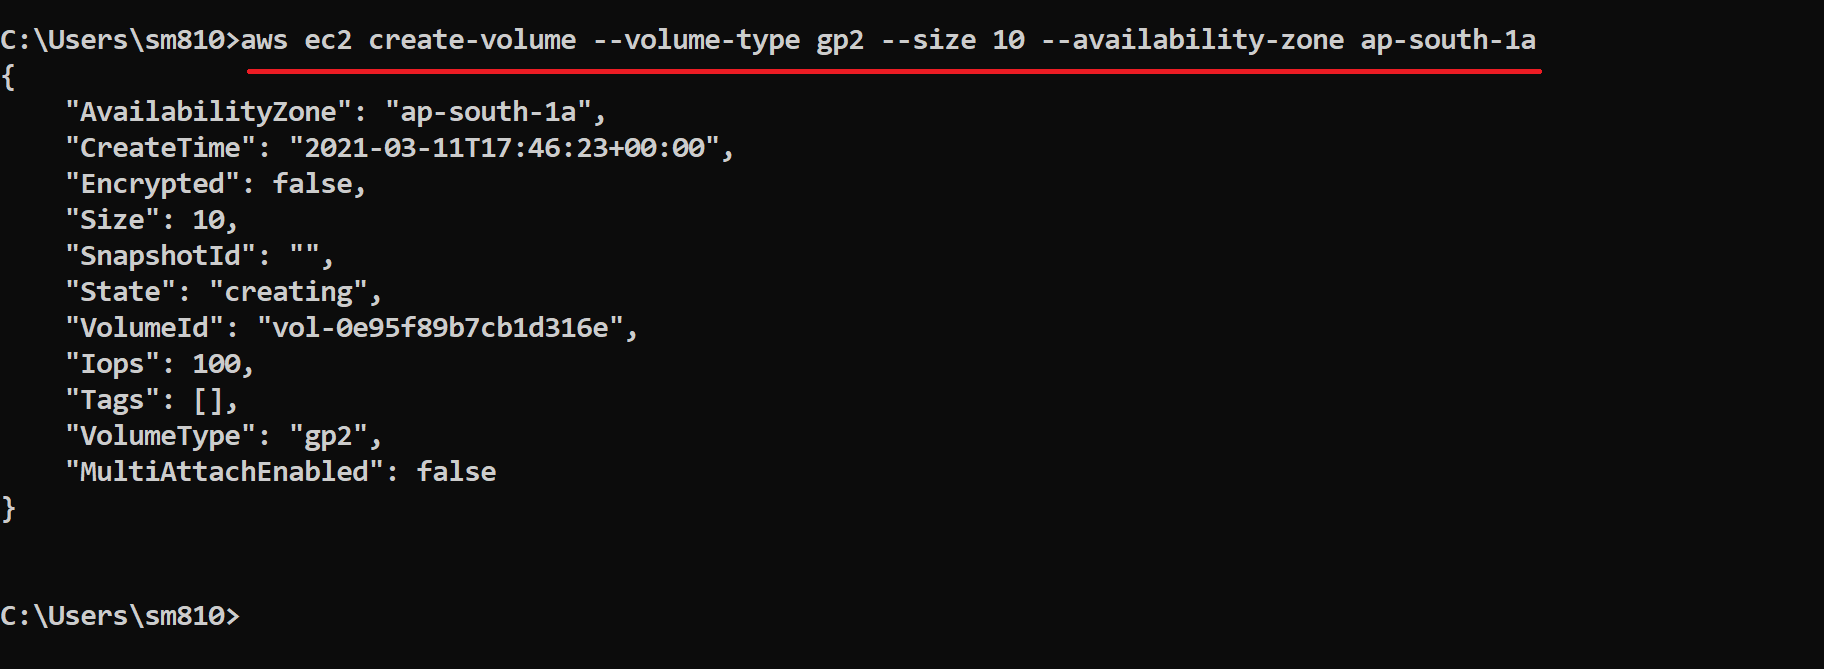 C:\Users\sm810>aws ec2 create-volume --volume-type gp2 --size 10 --availability-zone ap-south-1a
{
    "AvailabilityZone": "ap-south-1a",
    "CreateTime": "2021-03-11T17:46:23+00:00",
    "Encrypted": false,
    "Size": 10,
    "SnapshotId": "",
    "State": "creating",
    "VolumeId": "vol-0e95f89b7cb1d316e",
    "Iops": 100,
    "Tags": [],
    "VolumeType": "gp2",
    "MultiAttachEnabled": false
}
C:\Users\sm810>